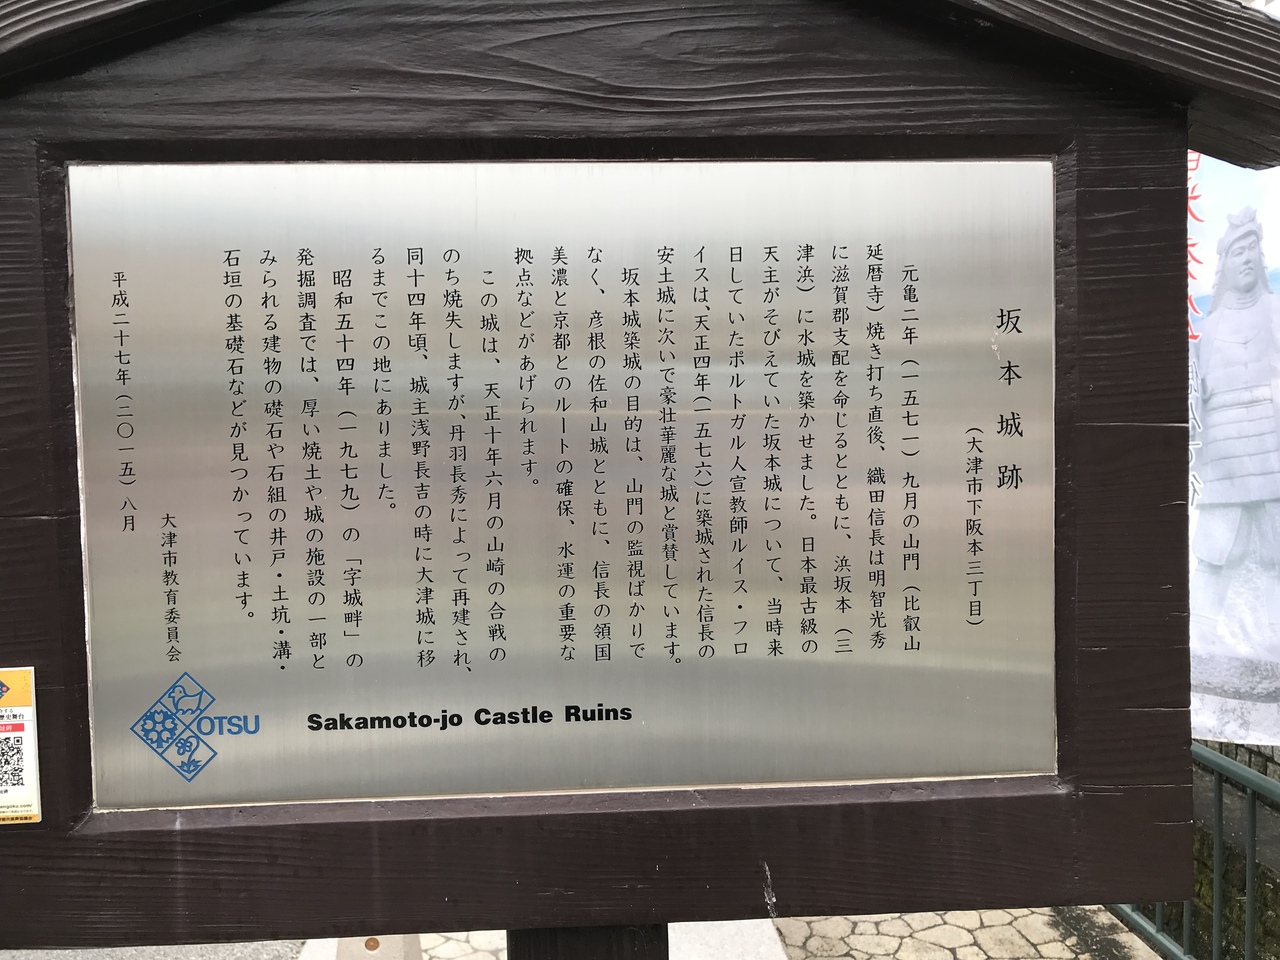 坂本城跡
(大津市下阪本三丁目)
元亀二年(一五七一)九月の山門(比叡山
延暦寺)焼き打ち直後、織田信長は明智光秀
に滋賀郡支配を命じるとともに、浜坂本(三
津浜)に水城を築かせました。日本最古級の
天主がそびえていた坂本城について、当時来
日していたポルトガル人宣教師ルイス・フロ
イスは、天正四年(一五七六)に築城された信長の
安土城に次いで豪壮華麗な城と賞賛しています。
坂本城築城の目的は、山門の監視ばかりで
なく、彦根の佐和山城とともに、信長の領国
美濃と京都とのルートの確保、水運の重要な
拠点などがあげられます。
この城は、天正十年六月の山崎の合戦の
のち焼失しますが、丹羽長秀によって再建され、
同十四年頃、城主浅野長吉の時に大津城に移
るまでこの地にありました。
昭和五十四年(一九七九)の「字城畔」の
発掘調査では、厚い焼土や城の施設の一部と
みられる建物の礎石や石組の井戸・土坑・溝・
石垣の基礎石などが見つかっています。
大津市教育委員会
平成二十七年(二〇一五)八月
OTSU
Sakamoto-jo Castle Ruins